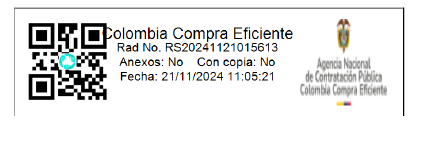 Colombia Compra Eficiente
Rad No. RS20241121015613
Anexos: No Con copia: No
Fecha: 21/11/2024 11:05:21
Agencia Nacional
de Contratación Pública
Colombia Compra Eficiente